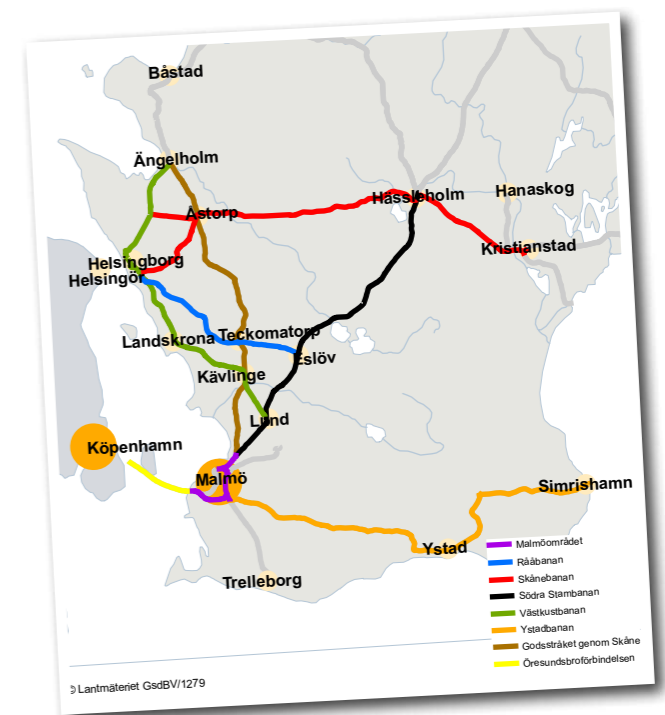 Båstad
Ängelholm
Hässleholm
Hanaskog
Åstorp
Kristianstad
Helsingborg
Helsingör
Teckomatorp
Landskrona
Eslöv
Kävlinge
Lund
Köpenhamn
Malmö
Simrishamn
Ystad
Trelleborg
Malmöområdet
Rååbanan
Skånebanan
Södra Stambanan
Västkustbanan
Ystadbanan
Godsstråket genom Skåne
Öresundsbroförbindelsen
© Lantmäteriet GsdBV/1279